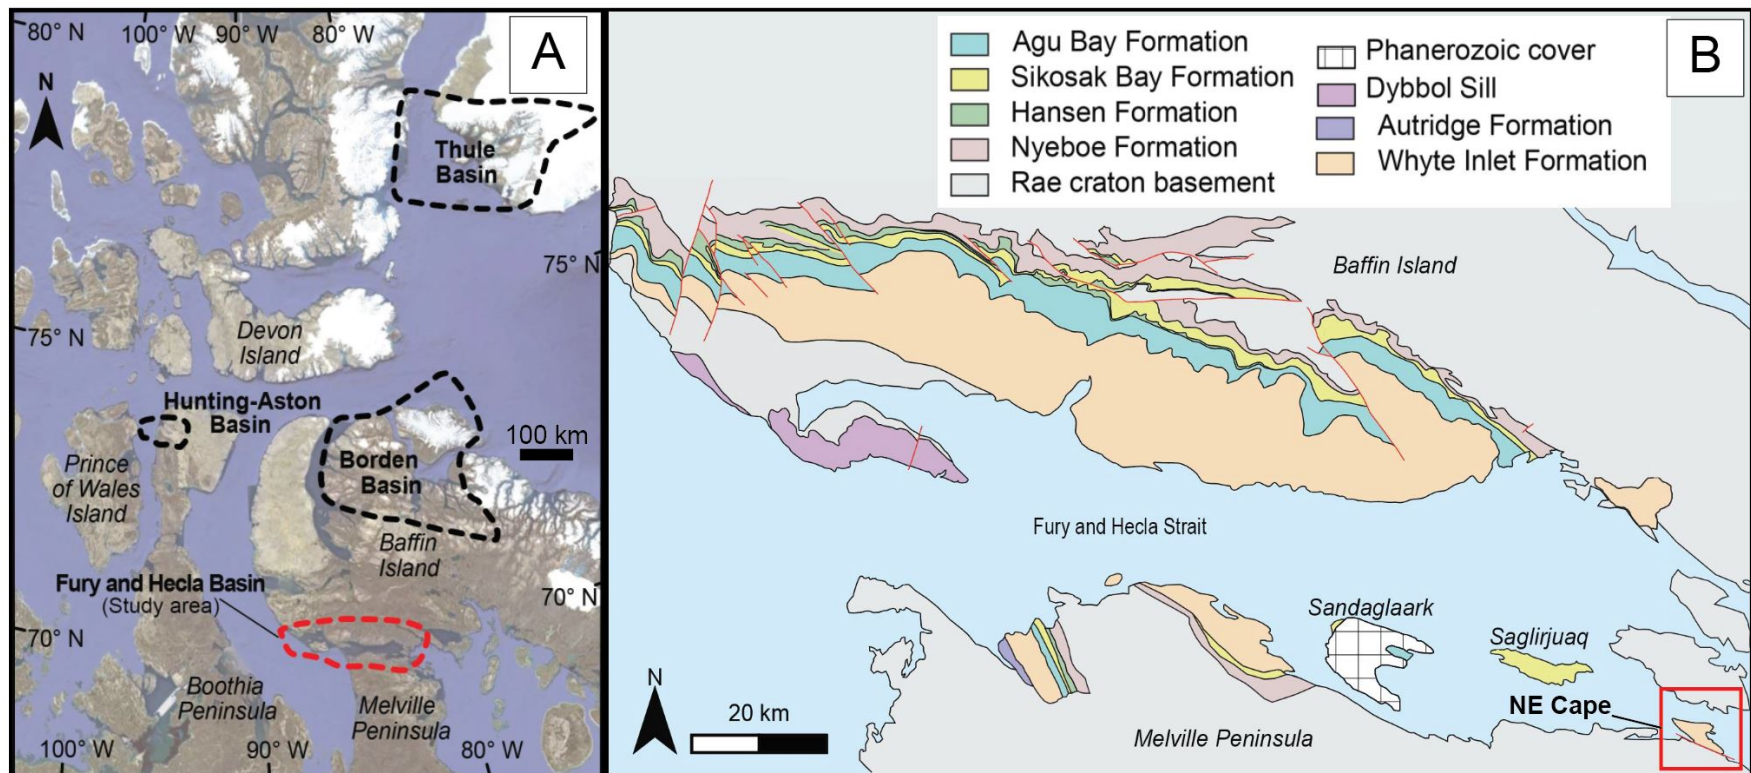 80° N
100° W
90° W
80° W
A
N
Thule
Basin
75° N
75° N
Devon
Island
Hunting-Aston
Basin
100 km
Prince
of Wales
Island
Borden
Basin
Baffin
Island
Fury and Hecla Basin
(Study area)
70° N
70° N
Boothia
Peninsula
Melville
Peninsula
100° W
90° W
80° W
Agu Bay Formation
Sikosak Bay Formation
Hansen Formation
Nyeboe Formation
Rae craton basement
Phanerozoic cover
Dybbol Sill
Autridge Formation
Whyte Inlet Formation
B
Baffin Island
Fury and Hecla Strait
Sandaglaark
Saglirjuaq
N
20 km
NE Cape
Melville Peninsula